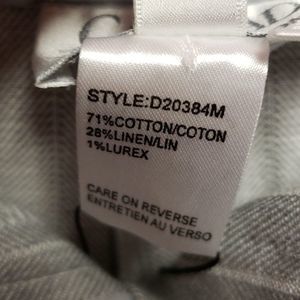 STYLE:D20384M
71%COTTON/COTON
28%LINEN/LIN
1%LUREX
CARE ON REVERSE
ENTRETIEN AU VERSO